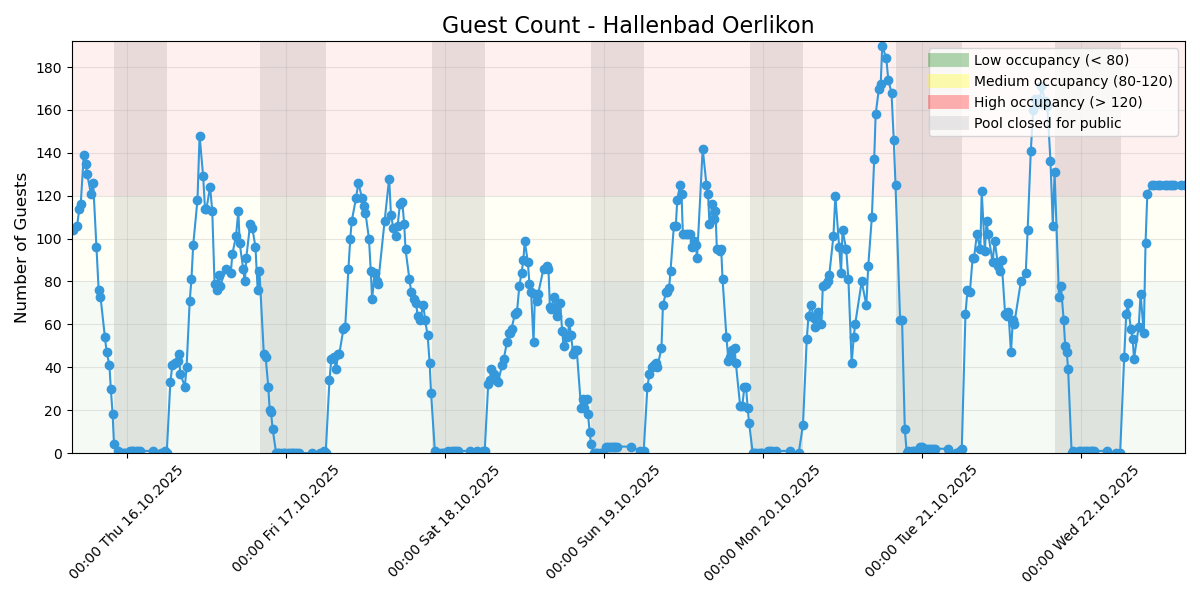 Guest Count - Hallenbad Oerlikon
Number of Guests
180
160
140
120
100
80
60
40
20
0
Low occupancy (< 80)
Medium occupancy (80-120)
High occupancy (> 120)
Pool closed for public
00:00 Thu 16.10.2025
00:00 Fri 17.10.2025
00:00 Sat 18.10.2025
00:00 Sun 19.10.2025
00:00 Mon 20.10.2025
00:00 Tue 21.10.2025
00:00 Wed 22.10.2025